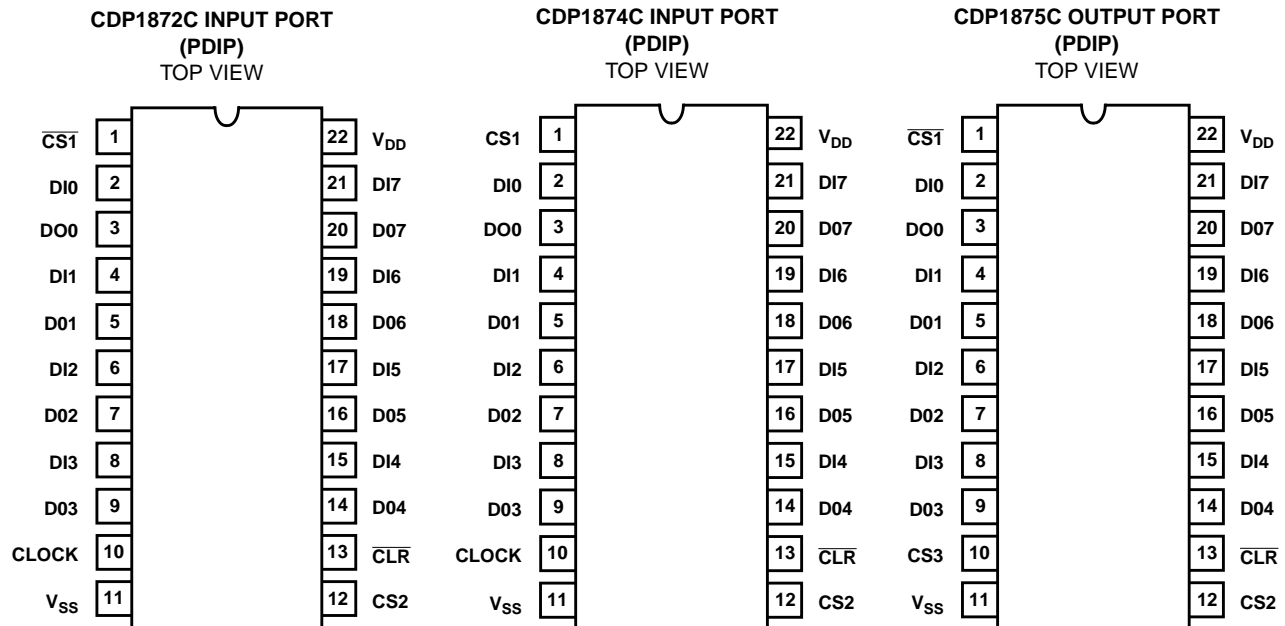 CDP1872C INPUT PORT
(PDIP)
TOP VIEW
C̅S̅1̅ 1 22 VDD
DI0 2 21 DI7
DO0 3 20 D07
DI1 4 19 DI6
D01 5 18 D06
DI2 6 17 DI5
D02 7 16 D05
DI3 8 15 DI4
D03 9 14 D04
CLOCK 10 13 C̅L̅R̅
VSS 11 12 CS2
CDP1874C INPUT PORT
(PDIP)
TOP VIEW
CS1 1 22 VDD
DI0 2 21 DI7
DO0 3 20 D07
DI1 4 19 DI6
D01 5 18 D06
DI2 6 17 DI5
D02 7 16 D05
DI3 8 15 DI4
D03 9 14 D04
CLOCK 10 13 C̅L̅R̅
VSS 11 12 CS2
CDP1875C OUTPUT PORT
(PDIP)
TOP VIEW
C̅S̅1̅ 1 22 VDD
DI0 2 21 DI7
DO0 3 20 D07
DI1 4 19 DI6
D01 5 18 D06
DI2 6 17 DI5
D02 7 16 D05
DI3 8 15 DI4
D03 9 14 D04
CS3 10 13 C̅L̅R̅
VSS 11 12 CS2